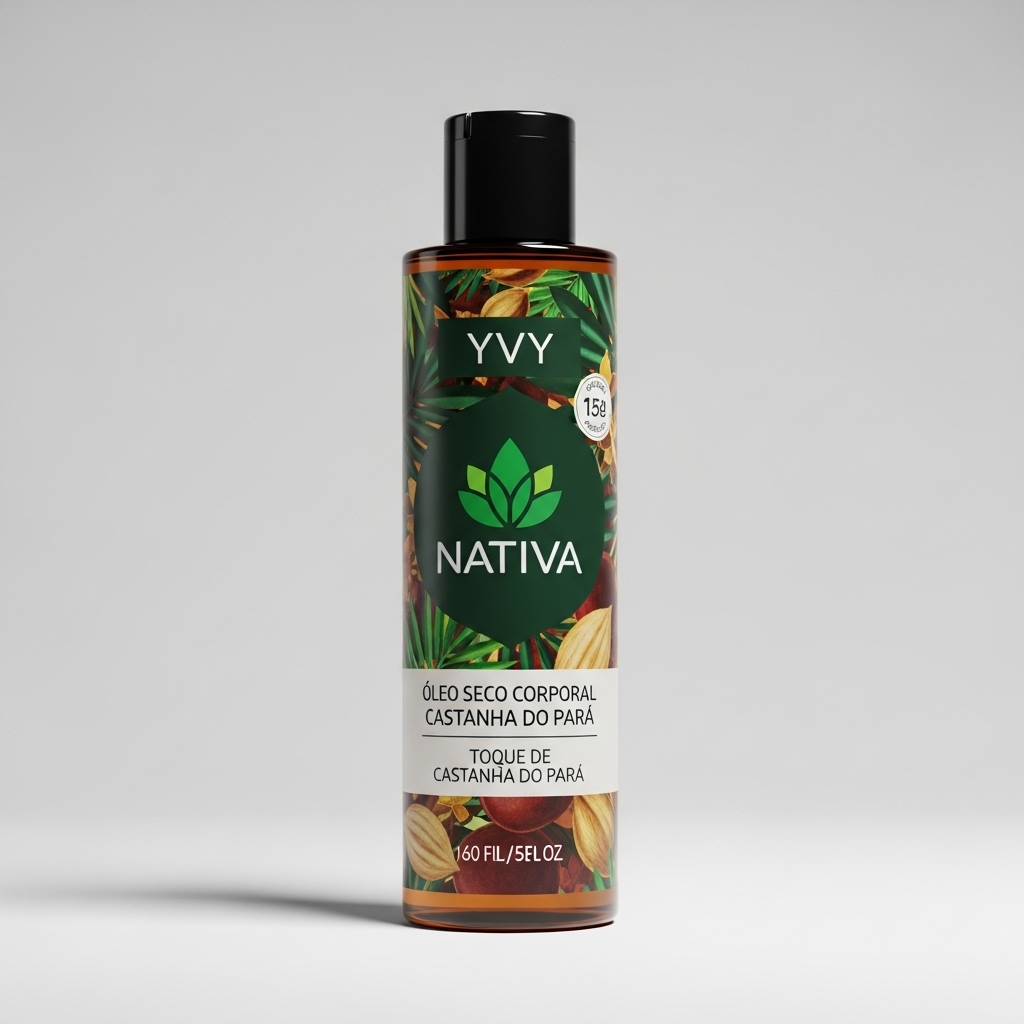 YVY
NATIVA
ÓLEO SECO CORPORAL
CASTANHA DO PARÁ
TOQUE DE
CASTANHA DO PARÁ
160 FIL/5EL OZ